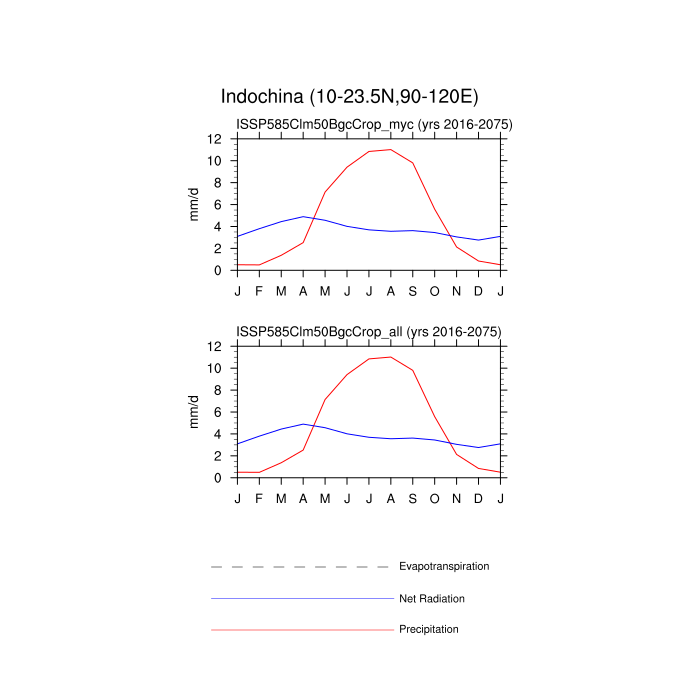 Indochina (10-23.5N,90-120E)
ISSP585Clm50BgcCrop_myc (yrs 2016-2075)
12
10
8
6
4
2
0
mm/d
J F M A M J J A S O N D J
ISSP585Clm50BgcCrop_all (yrs 2016-2075)
12
10
8
6
4
2
0
mm/d
J F M A M J J A S O N D J
Evapotranspiration
Net Radiation
Precipitation